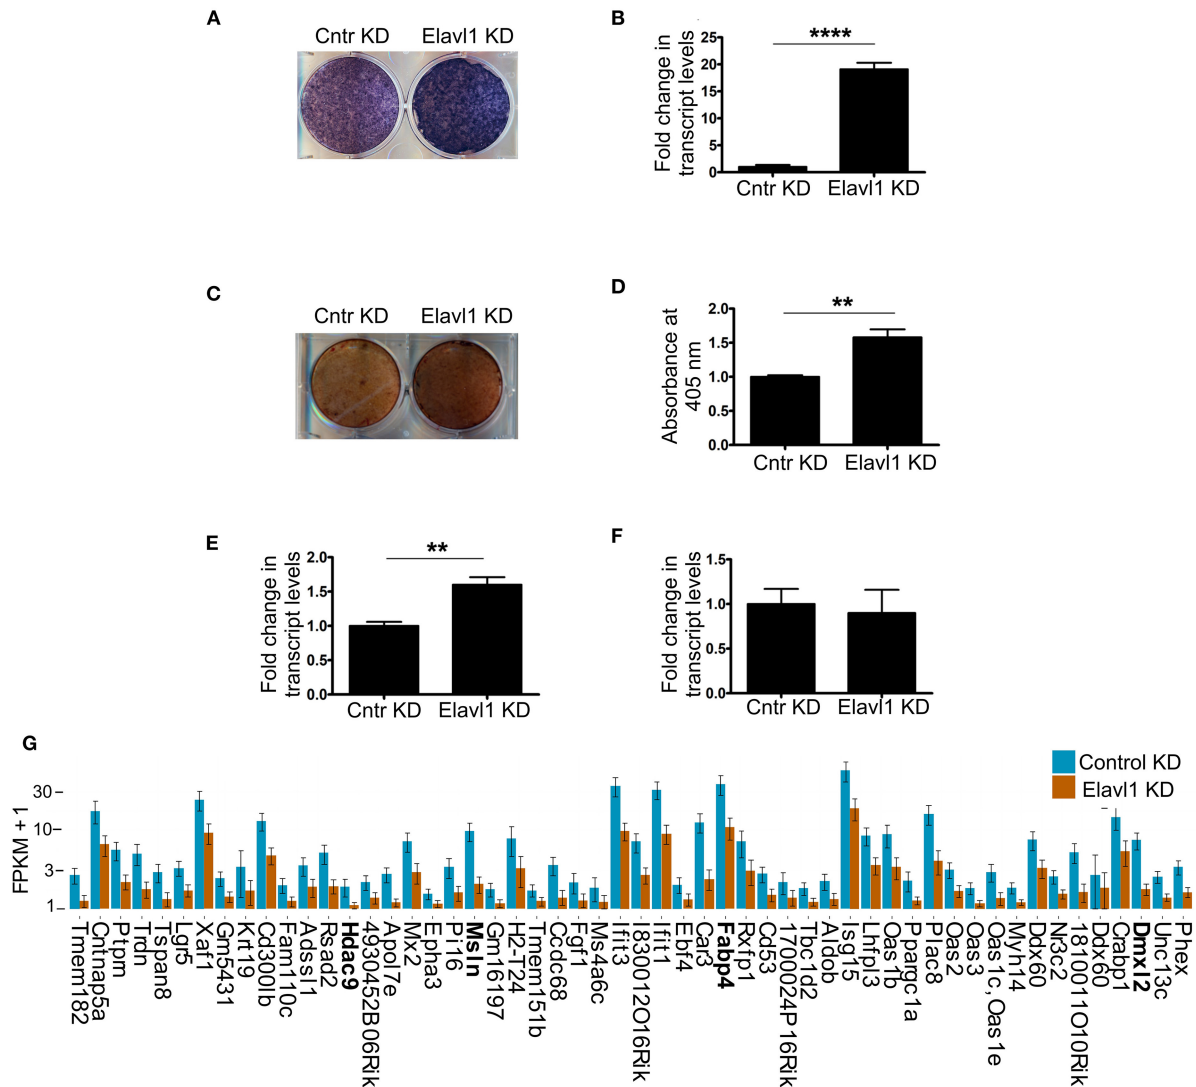 A
Cntr KD Elavl1 KD
B
Fold change in
transcript levels
25
20
15
10
5
0
****
Cntr KD Elavl1 KD
C
Cntr KD Elavl1 KD
D
Absorbance at
405 nm
2.0
1.5
1.0
0.5
0.0
**
Cntr KD Elavl1 KD
E
Fold change in
transcript levels
2.0
1.5
1.0
0.5
0.0
**
Cntr KD Elavl1 KD
F
Fold change in
transcript levels
1.5
1.0
0.5
0.0
Cntr KD Elavl1 KD
G
Control KD
Elavl1 KD
FPKM + 1
30
10
3
1
Tmem182
Cntnap5a
Ptpm
Trdn
Tspan8
Lgr5
Xaf1
Gm5431
Krt19
Cd300lb
Fam110c
Adssl1
Rsad2
Hdac9
4930452B06Rik
Apol7e
Mx2
Epha3
Pi16
Msln
Gm16197
H2-T24
Tmem151b
Ccdc68
Fgf1
Ms4a6c
Ifit3
I830012O16Rik
Ifit1
Ebf4
Car3
Fabp4
Rxfp1
Cd53
1700024P16Rik
Tbc1d2
Aldob
Isg15
Lhfpl3
Oas1b
Ppargc1a
Plac8
Oas2
Oas3
Oas1c, Oas1e
Myh14
Ddx60
Nr3c2
1810011O10Rik
Ddx60
Crabp1
Dmxl2
Unc13c
Phex